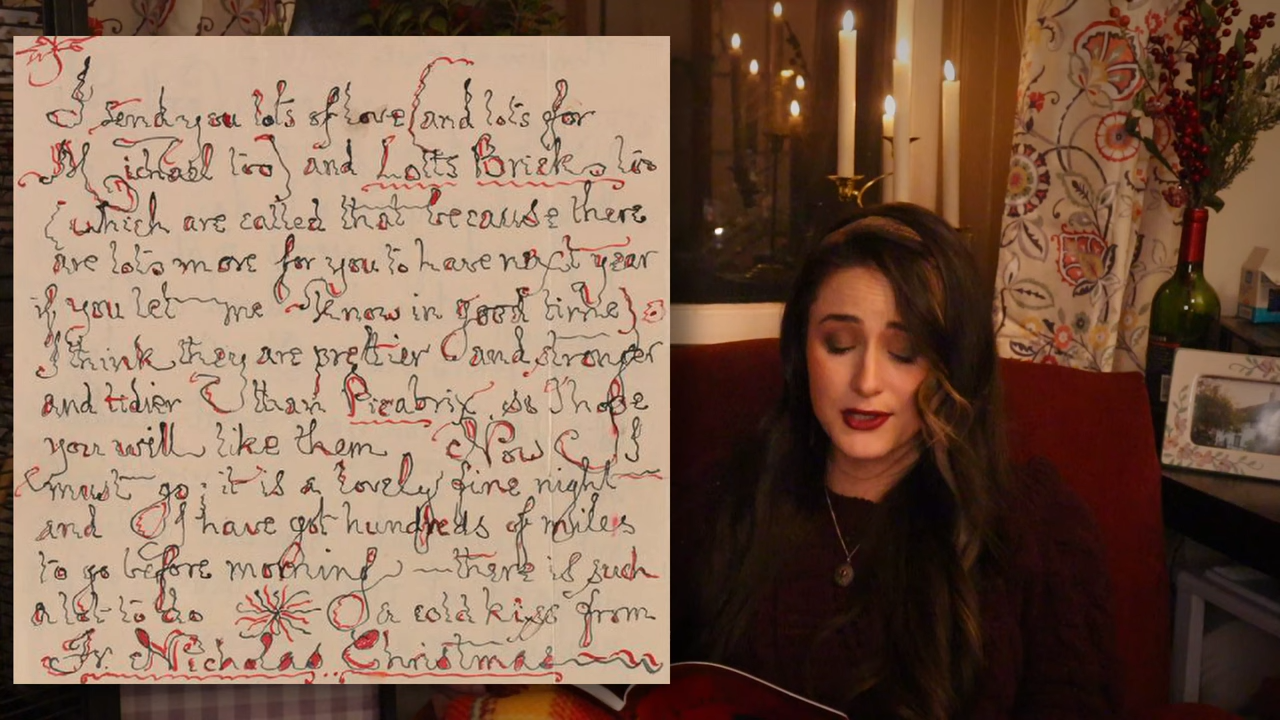 I send you lots of love (and lots for
Michael too) and Lotts Bricks too
(which are called that because there
are lots more for you to have next year
if you let me know in good time)
I think they are prettier and stronger
and tidier than Picabrix. So I hope
you will like them Now I
must go: it is a lovely fine night
and I have got hundreds of miles
to go before morning — there is such
a lot to do a cold kiss from
Fr. Nicholas Christmas